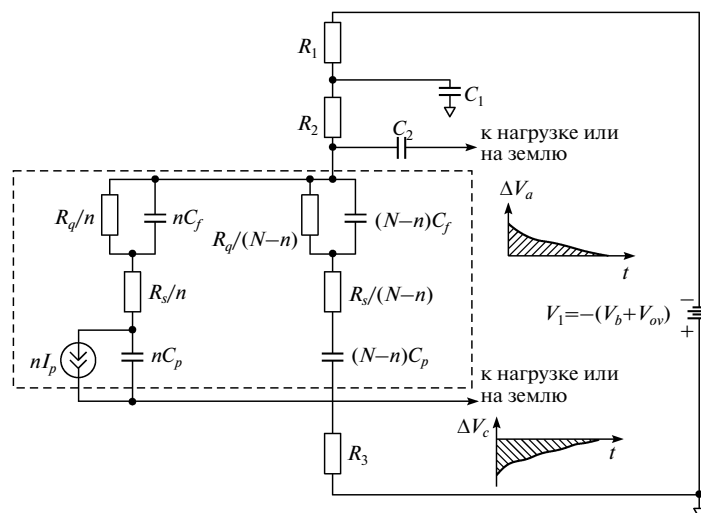 R1
C1
R2
C2
к нагрузке или
на землю
ΔVa
t
Rq/n
nCf
Rq/(N−n)
(N−n)Cf
Rs/n
Rs/(N−n)
V1=−(Vb+Vov)
−
+
nIp
nCp
(N−n)Cp
к нагрузке или
на землю
ΔVc
t
R3